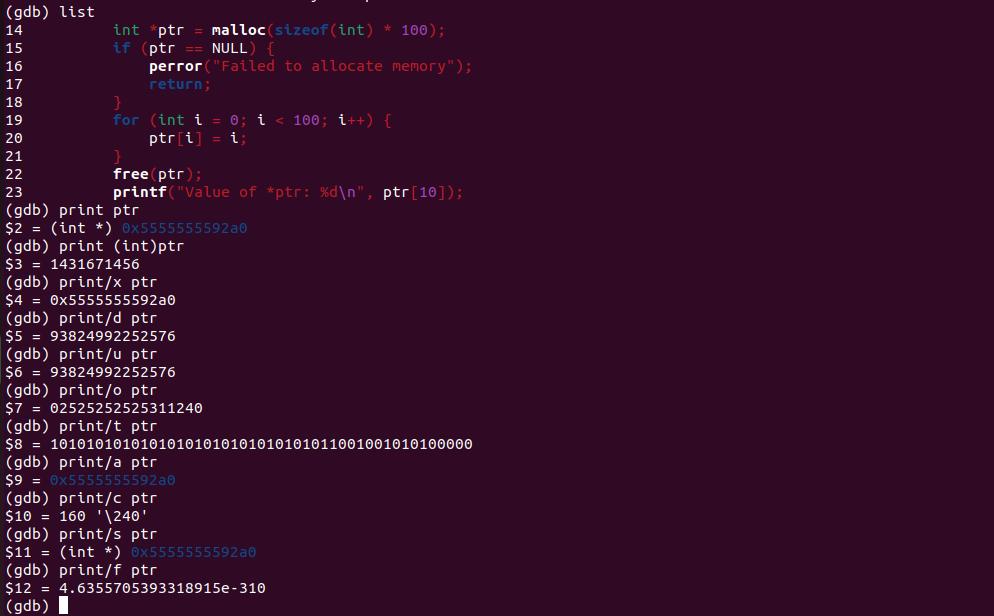 (gdb) list
14	        int *ptr = malloc(sizeof(int) * 100);
15	        if (ptr == NULL) {
16	            perror("Failed to allocate memory");
17	            return;
18	        }
19	        for (int i = 0; i < 100; i++) {
20	            ptr[i] = i;
21	        }
22	        free(ptr);
23	        printf("Value of *ptr: %d\n", ptr[10]);
(gdb) print ptr
$2 = (int *) 0x5555555592a0
(gdb) print (int)ptr
$3 = 1431671456
(gdb) print/x ptr
$4 = 0x5555555592a0
(gdb) print/d ptr
$5 = 93824992252576
(gdb) print/u ptr
$6 = 93824992252576
(gdb) print/o ptr
$7 = 02525252525311240
(gdb) print/t ptr
$8 = 10101010101010101010101010101011001001010100000
(gdb) print/a ptr
$9 = 0x5555555592a0
(gdb) print/c ptr
$10 = 160 '\240'
(gdb) print/s ptr
$11 = (int *) 0x5555555592a0
(gdb) print/f ptr
$12 = 4.6355705393318915e-310
(gdb)